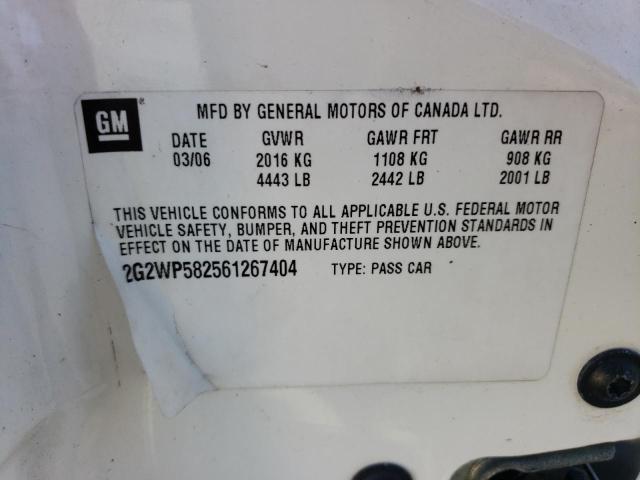 GM® MFD BY GENERAL MOTORS OF CANADA LTD.
DATE GVWR GAWR FRT GAWR RR
03/06 2016 KG 1108 KG 908 KG
4443 LB 2442 LB 2001 LB
THIS VEHICLE CONFORMS TO ALL APPLICABLE U.S. FEDERAL MOTOR
VEHICLE SAFETY, BUMPER, AND THEFT PREVENTION STANDARDS IN
EFFECT ON THE DATE OF MANUFACTURE SHOWN ABOVE.
2G2WP582561267404 TYPE: PASS CAR